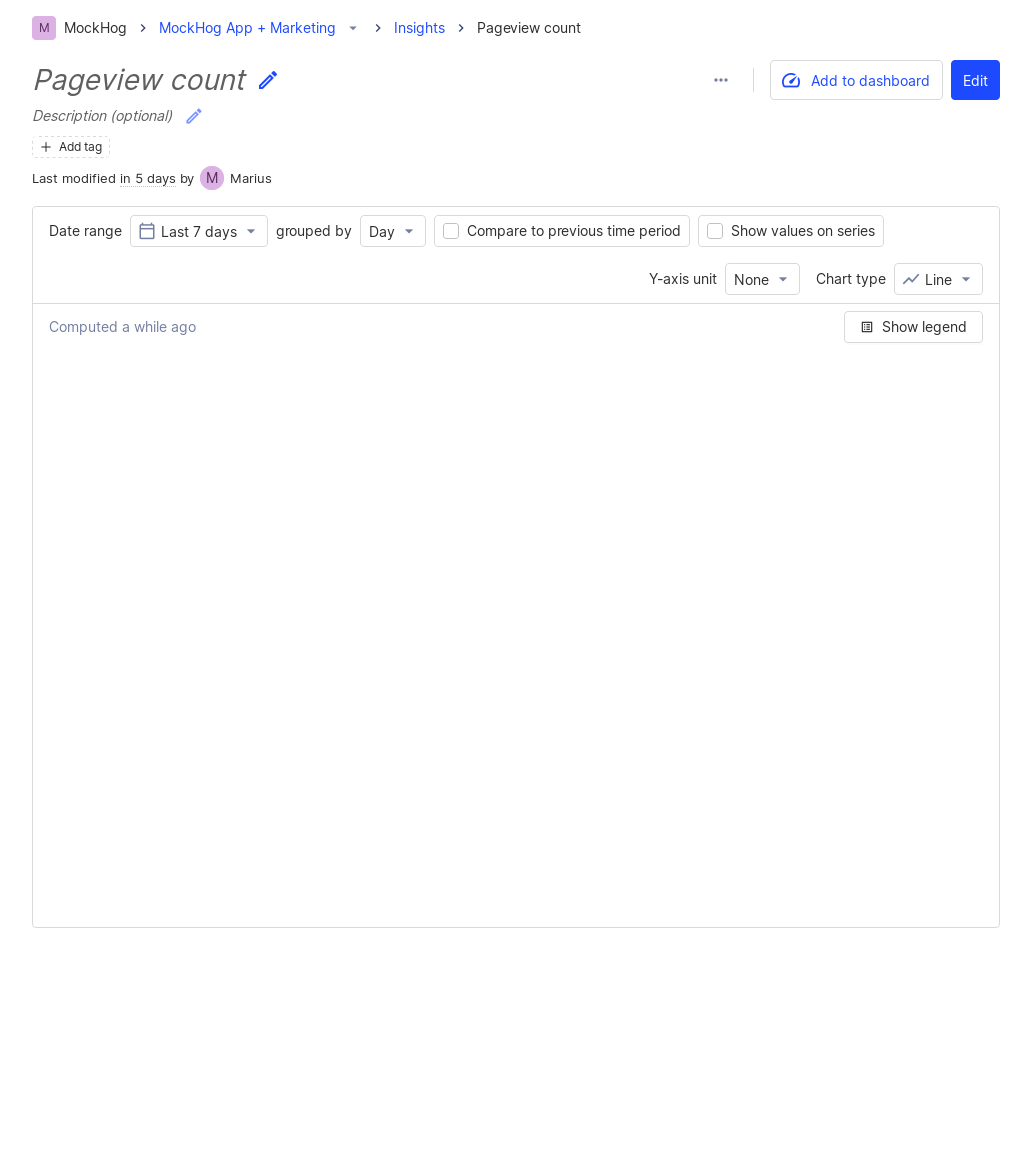 M MockHog MockHog App + Marketing Insights Pageview count
Pageview count
Add to dashboard Edit
Description (optional)
Add tag
Last modified in 5 days by M Marius
Date range Last 7 days grouped by Day Compare to previous time period Show values on series
Y-axis unit None Chart type Line
Computed a while ago Show legend